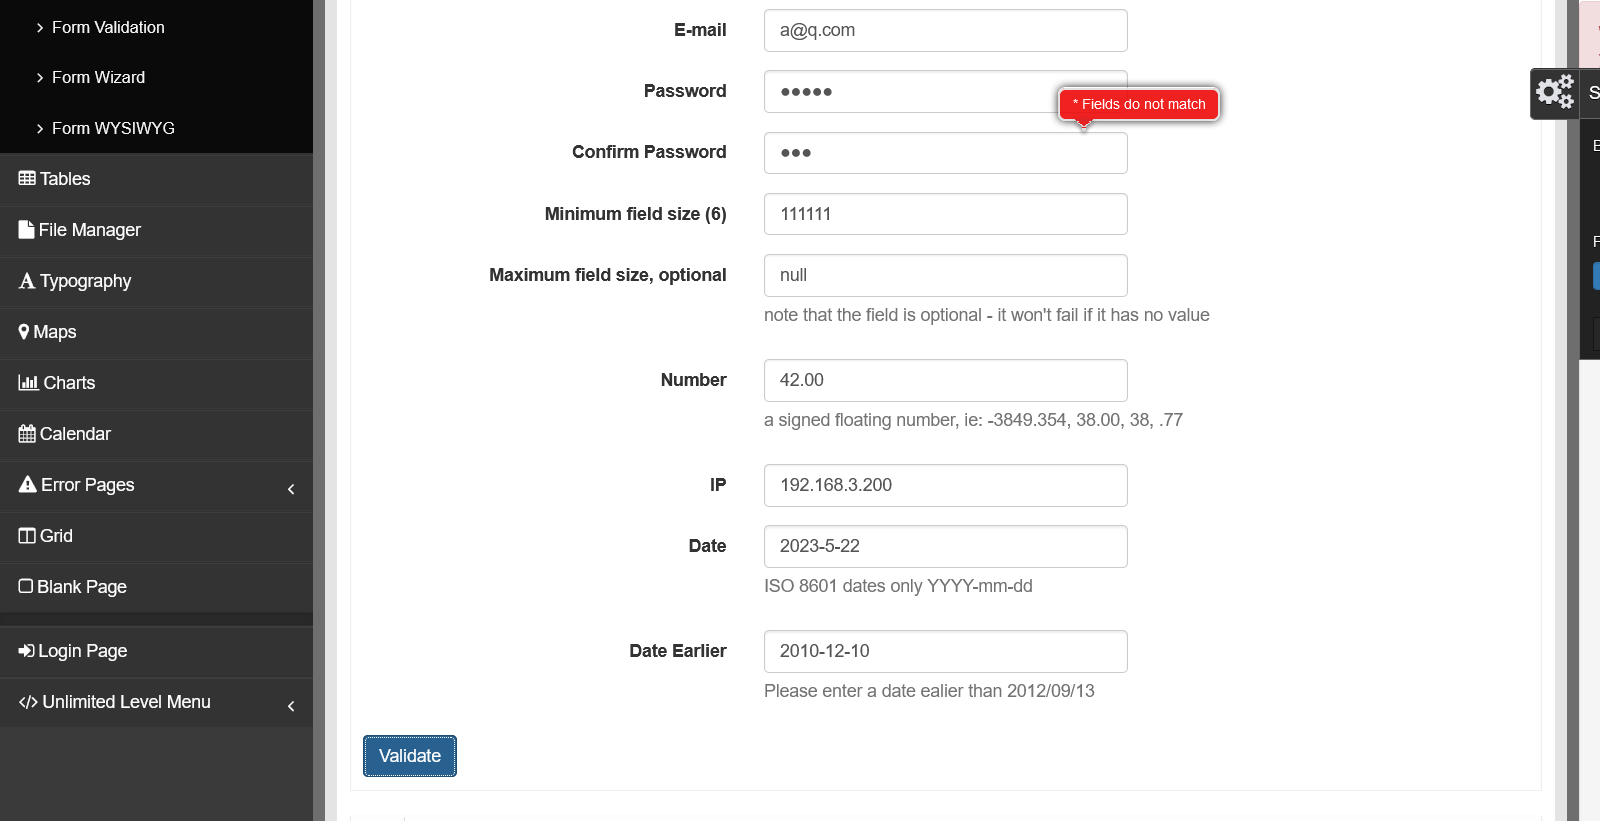 Form Validation
Form Wizard
Form WYSIWYG
Tables
File Manager
Typography
Maps
Charts
Calendar
Error Pages
Grid
Blank Page
Login Page
Unlimited Level Menu
E-mail
a@q.com
Password
•••••
* Fields do not match
Confirm Password
•••
Minimum field size (6)
111111
Maximum field size, optional
null
note that the field is optional - it won't fail if it has no value
Number
42.00
a signed floating number, ie: -3849.354, 38.00, 38, .77
IP
192.168.3.200
Date
2023-5-22
ISO 8601 dates only YYYY-mm-dd
Date Earlier
2010-12-10
Please enter a date ealier than 2012/09/13
Validate